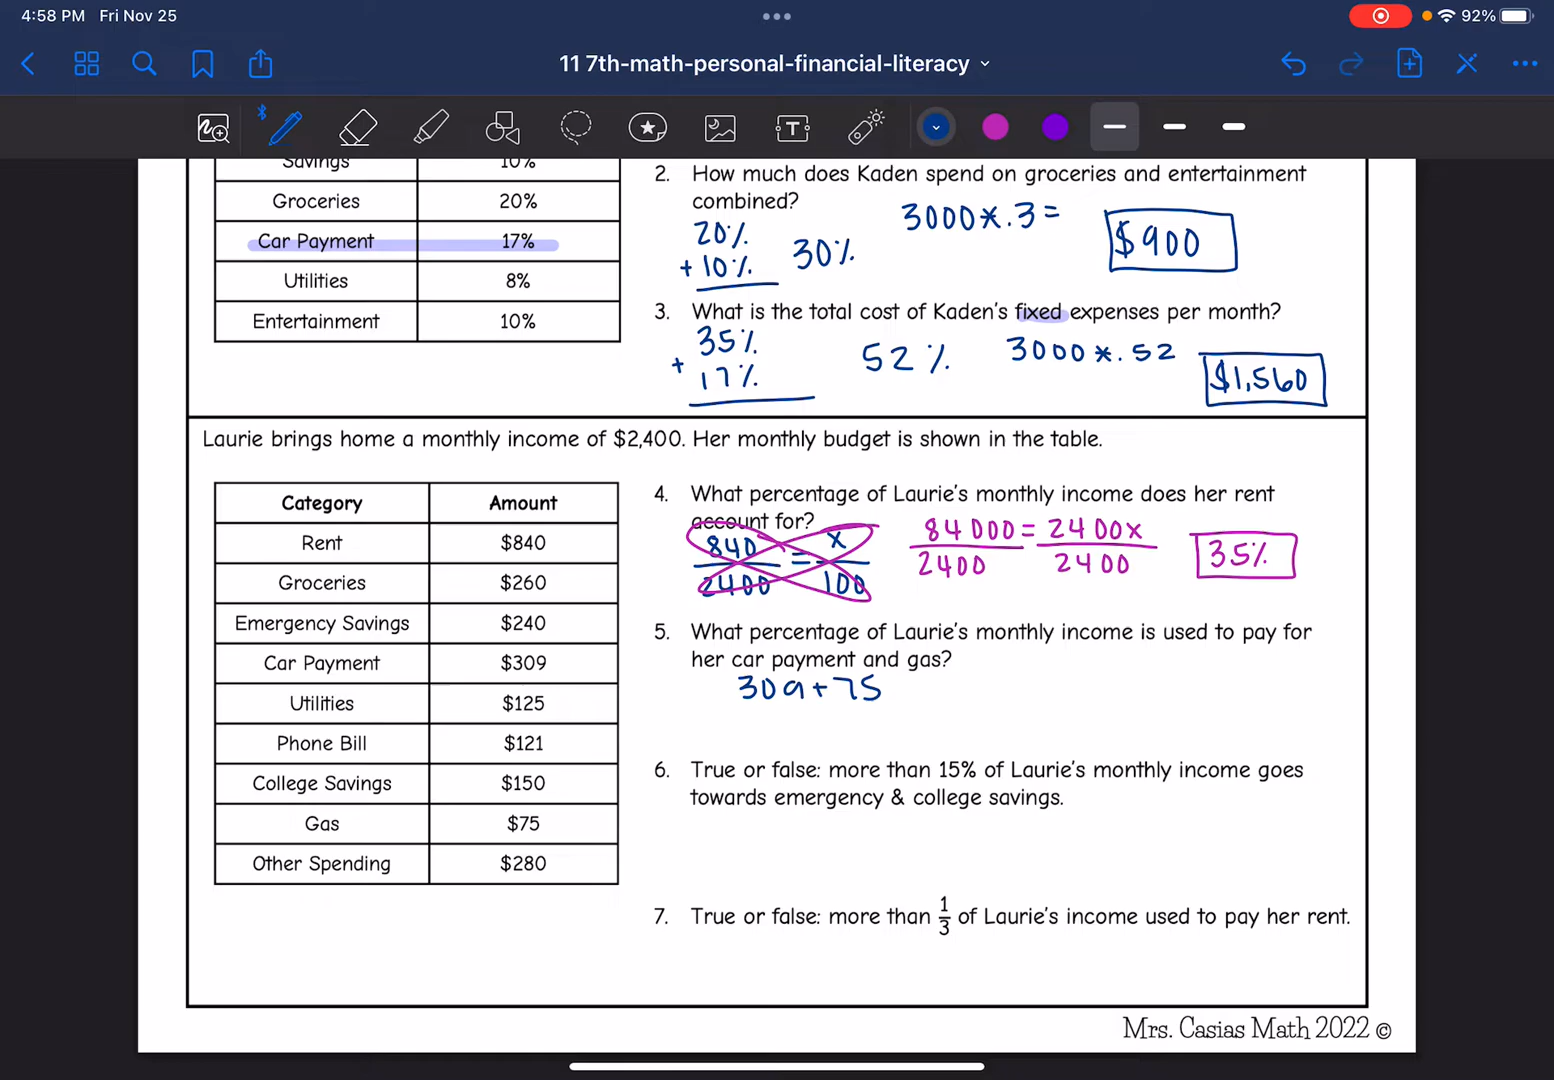 4:58 PM Fri Nov 25
92%
11 7th-math-personal-financial-literacy
Savings 10%
Groceries 20%
Car Payment 17%
Utilities 8%
Entertainment 10%
2. How much does Kaden spend on groceries and entertainment
combined?
20%
+10%
30%
3000*.3=
$900
3. What is the total cost of Kaden's fixed expenses per month?
35%
+
17%
52%
3000*.52
$1,560
Laurie brings home a monthly income of $2,400. Her monthly budget is shown in the table.
Category Amount
Rent $840
Groceries $260
Emergency Savings $240
Car Payment $309
Utilities $125
Phone Bill $121
College Savings $150
Gas $75
Other Spending $280
4. What percentage of Laurie's monthly income does her rent
account for?
840 = x
2400 100
84000 = 2400x
2400 2400
35%
5. What percentage of Laurie's monthly income is used to pay for
her car payment and gas?
309+75
6. True or false: more than 15% of Laurie's monthly income goes
towards emergency & college savings.
7. True or false: more than 1/3 of Laurie's income used to pay her rent.
Mrs. Casias Math 2022 ©